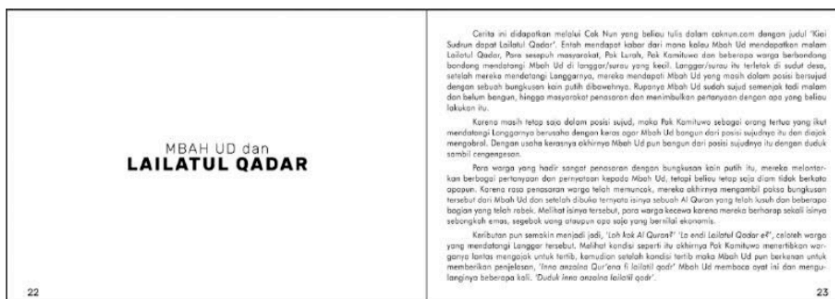 MBAH UD dan
LAILATUL QADAR
22
Cerita ini didapatkan melalui Cak Nun yang beliau tulis dalam caknun.com dengan judul 'Kiai
Sudrun dapat Lailatul Qadar'. Entah mendapat kabar dari mana kalau Mbah Ud mendapatkan malam
Lailatul Qadar, Para sesepuh masyarakat, Pak Lurah, Pak Kamituwo dan beberapa warga berbondong
bondong mendatangi Mbah Ud di langgar/surau yang kecil. Langgar/surau itu terletak di sudut desa,
setelah mereka mendatangi Langgarnya, mereka mendapati Mbah Ud yang masih dalam posisi bersujud
dengan sebuah bungkusan kain putih dibawahnya. Rupanya Mbah Ud sudah sujud semenjak tadi malam
dan belum bangun, hingga masyarakat penasaran dan menimbulkan pertanyaan dengan apa yang beliau
lakukan itu.
Karena masih tetap saja dalam posisi sujud, maka Pak Kamituwo sebagai orang tertua yang ikut
mendatangi Langgarnya berusaha dengan keras agar Mbah Ud bangun dari posisi sujudnya itu dan diajak
mengobrol. Dengan usaha kerasnya akhirnya Mbah Ud pun bangun dari posisi sujudnya itu dengan duduk
sambil cengengesan.
Para warga yang hadir sangat penasaran dengan bungkusan kain putih itu, mereka melontar-
kan berbagai pertanyaan dan pernyataan kepada Mbah Ud, tetapi beliau tetap saja diam tidak berkata
apapun. Karena rasa penasaran warga telah memuncak, mereka akhirnya mengambil paksa bungkusan
tersebut dari Mbah Ud dan setelah dibuka ternyata isinya sebuah Al Quran yang telah lusuh dan beberapa
bagian yang telah robek. Melihat isinya tersebut, para warga kecewa karena mereka berharap sekali isinya
sebongkah emas, segebok uang ataupun apa saja yang bernilai ekonomis.
Keributan pun semakin menjadi jadi, 'Loh kok Al Quran?' 'La endi Lailatul Qadar e?', celoteh warga
yang mendatangi Langgar tersebut. Melihat kondisi seperti itu akhirnya Pak Kamituwo menertibkan war-
ganya lantas mengajak untuk tertib, kemudian setelah kondisi tertib maka Mbah Ud pun berkenan untuk
memberikan penjelasan, 'Inna anzalna Qur'ena fi lailatil qadr' Mbah Ud membaca ayat ini dan mengu-
langinya beberapa kali. 'Duduk inna anzalna lailatil qadr'.
23